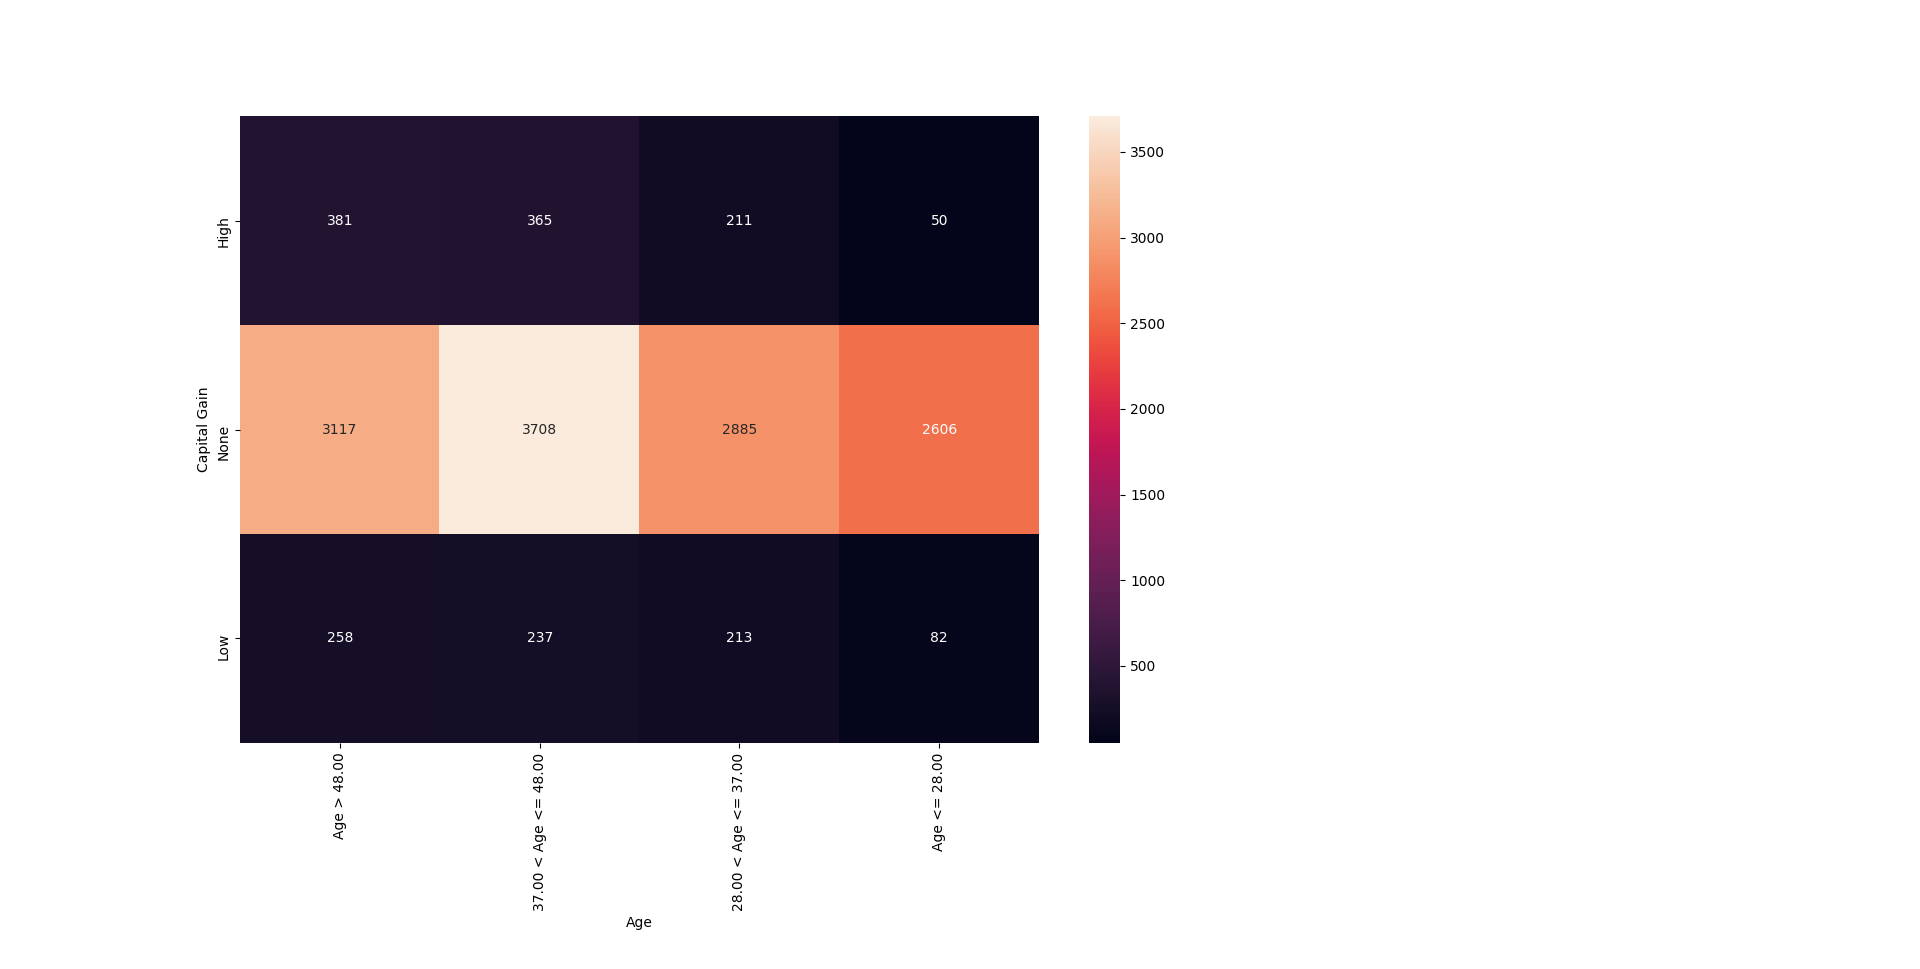 Capital Gain
High
381 365 211 50
None
3117 3708 2885 2606
Low
258 237 213 82
Age > 48.00
37.00 < Age <= 48.00
28.00 < Age <= 37.00
Age <= 28.00
Age
3500
3000
2500
2000
1500
1000
500